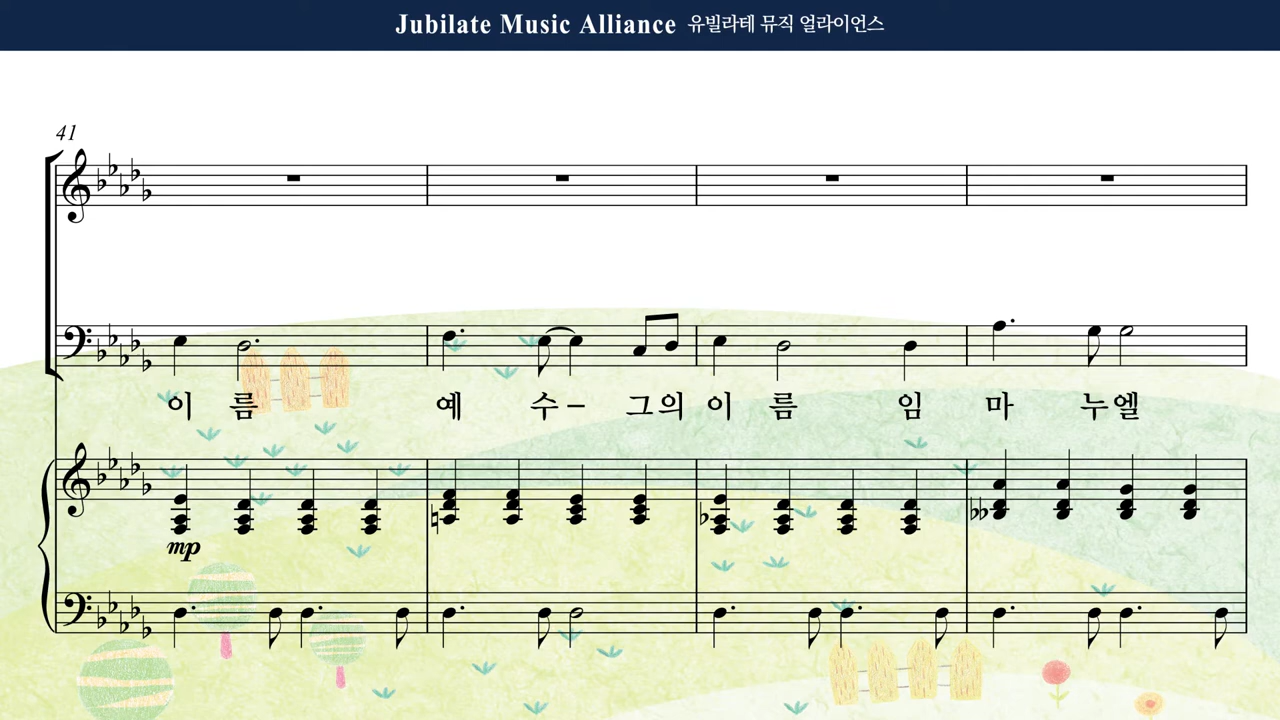 Jubilate Music Alliance 유빌라테 뮤직 얼라이언스
41
이 름 예 수 – 그의 이 름 임 마 누엘
mp